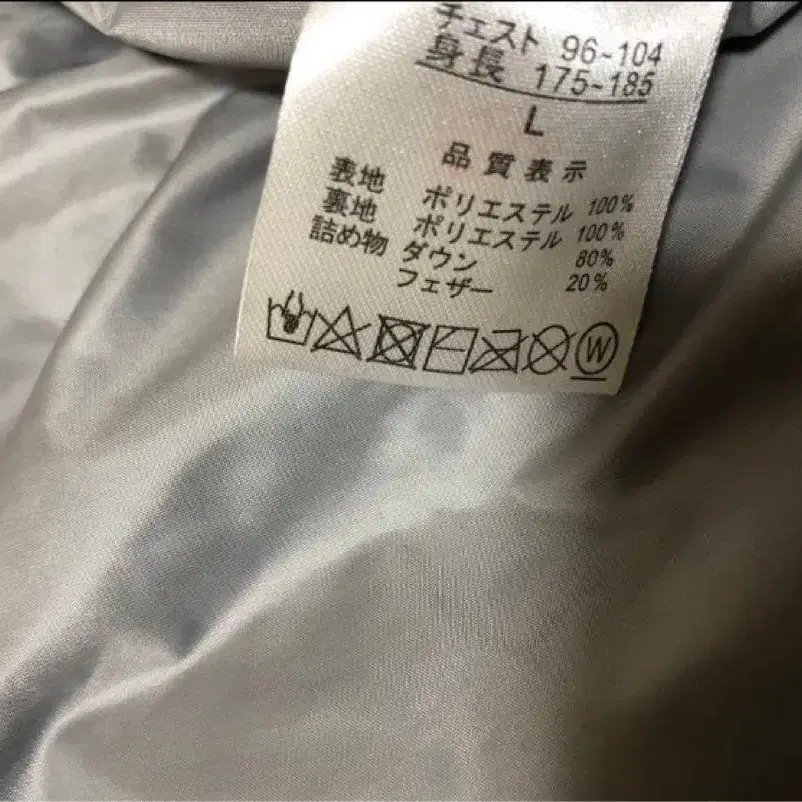 チェスト 96~104
身長 175~185
L
品質表示
表地 ポリエステル 100%
裏地 ポリエステル 100%
詰め物 ダウン 80%
フェザー 20%
W